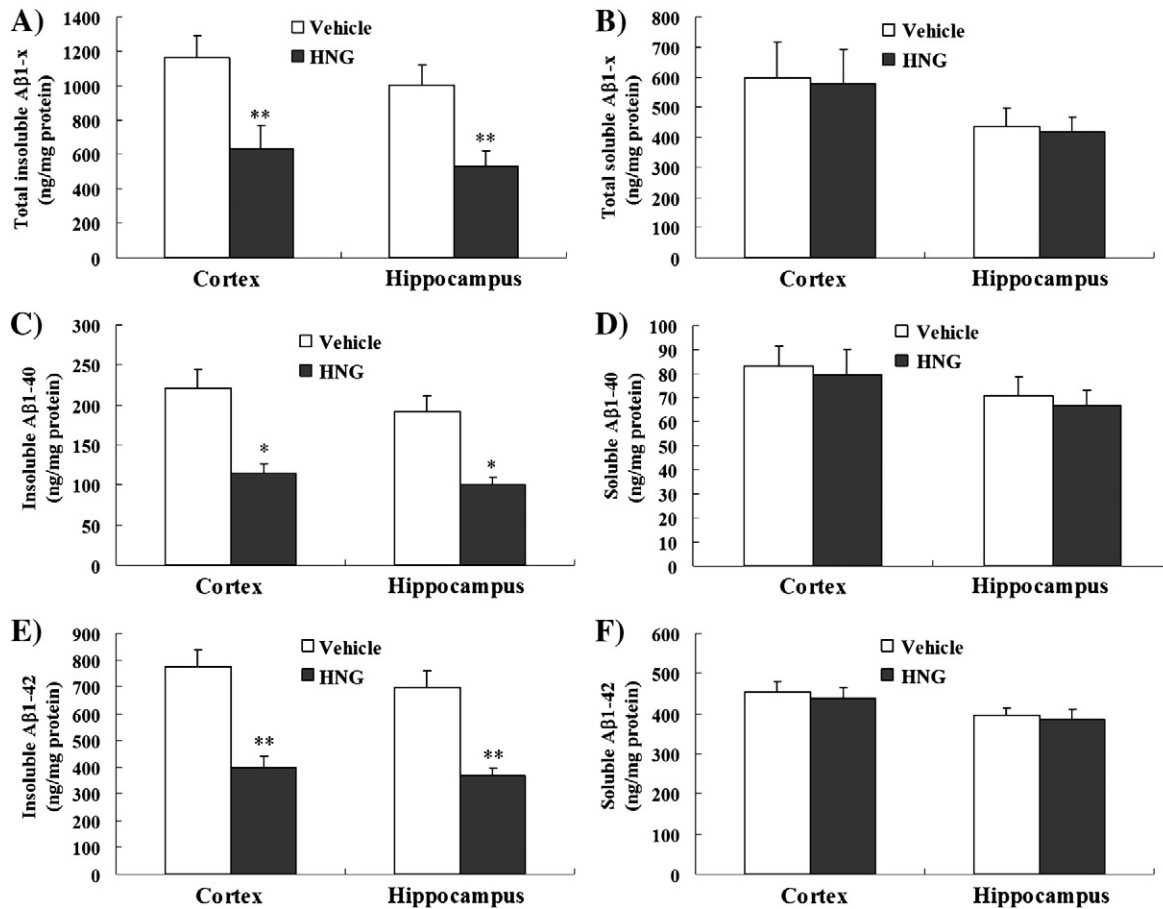 A)
Total insoluble Aβ1-x
(ng/mg protein)
1400
1200
1000
800
600
400
200
0
Vehicle
HNG
**
**
Cortex
Hippocampus
B)
Total soluble Aβ1-x
(ng/mg protein)
800
700
600
500
400
300
200
100
0
Vehicle
HNG
Cortex
Hippocampus
C)
Insoluble Aβ1-40
(ng/mg protein)
300
250
200
150
100
50
0
Vehicle
HNG
*
*
Cortex
Hippocampus
D)
Soluble Aβ1-40
(ng/mg protein)
100
90
80
70
60
50
40
30
20
10
0
Vehicle
HNG
Cortex
Hippocampus
E)
Insoluble Aβ1-42
(ng/mg protein)
900
800
700
600
500
400
300
200
100
0
Vehicle
HNG
**
**
Cortex
Hippocampus
F)
Soluble Aβ1-42
(ng/mg protein)
600
500
400
300
200
100
0
Vehicle
HNG
Cortex
Hippocampus